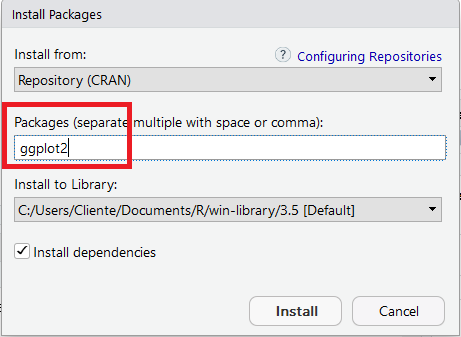 Install Packages
Install from:
? Configuring Repositories
Repository (CRAN)
Packages (separate multiple with space or comma):
ggplot2
Install to Library:
C:/Users/Cliente/Documents/R/win-library/3.5 [Default]
Install dependencies
Install
Cancel